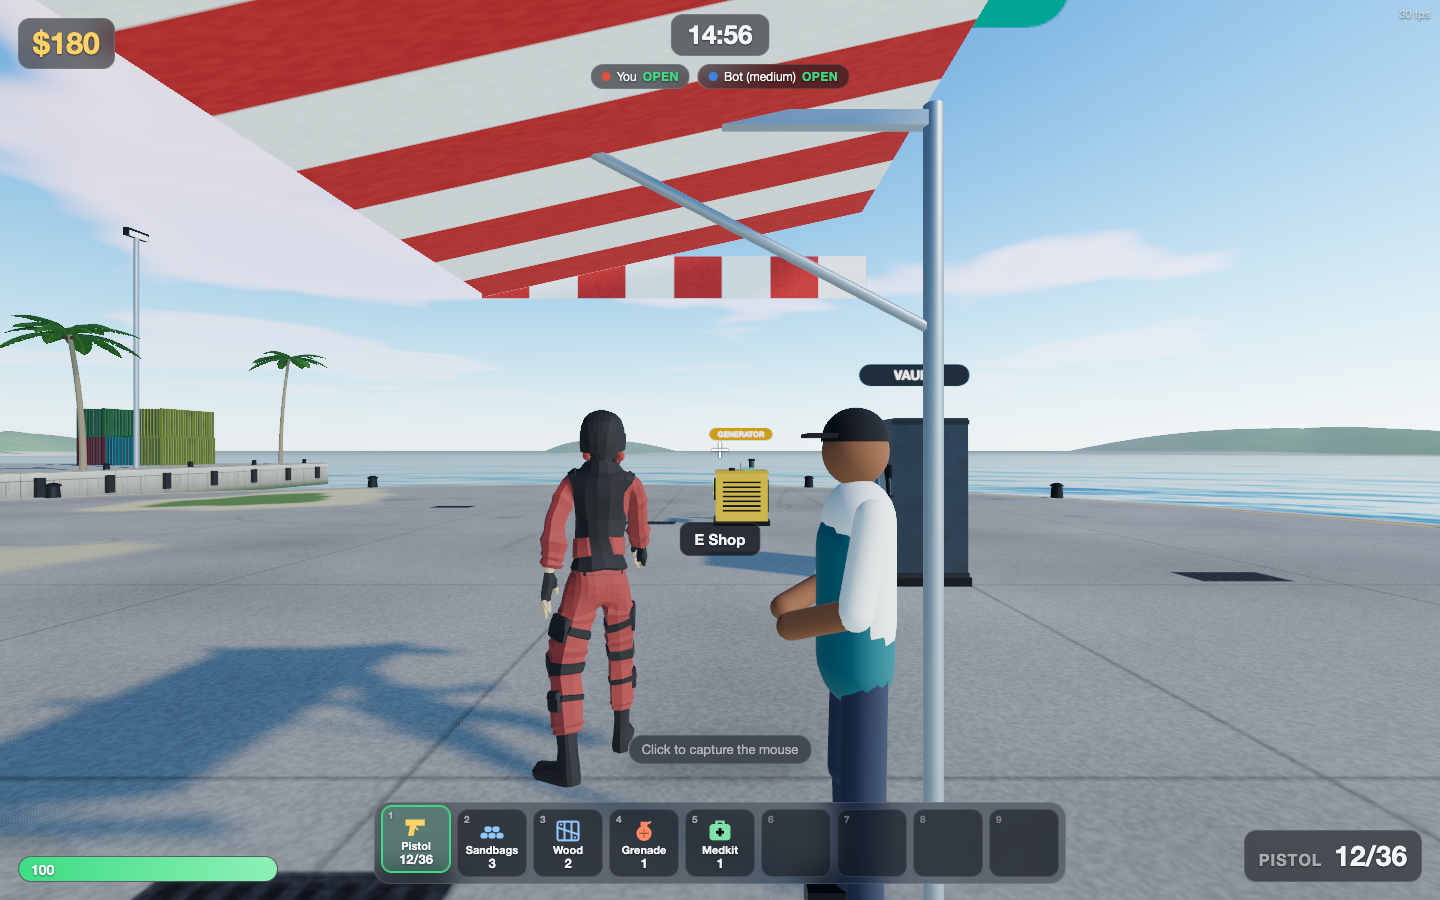 $180
14:56
30 fps
You OPEN
Bot (medium) OPEN
GENERATOR
E Shop
Click to capture the mouse
1
Pistol
12/36
2
Sandbags
3
3
Wood
2
4
Grenade
1
5
Medkit
1
6
7
8
9
100
PISTOL 12/36